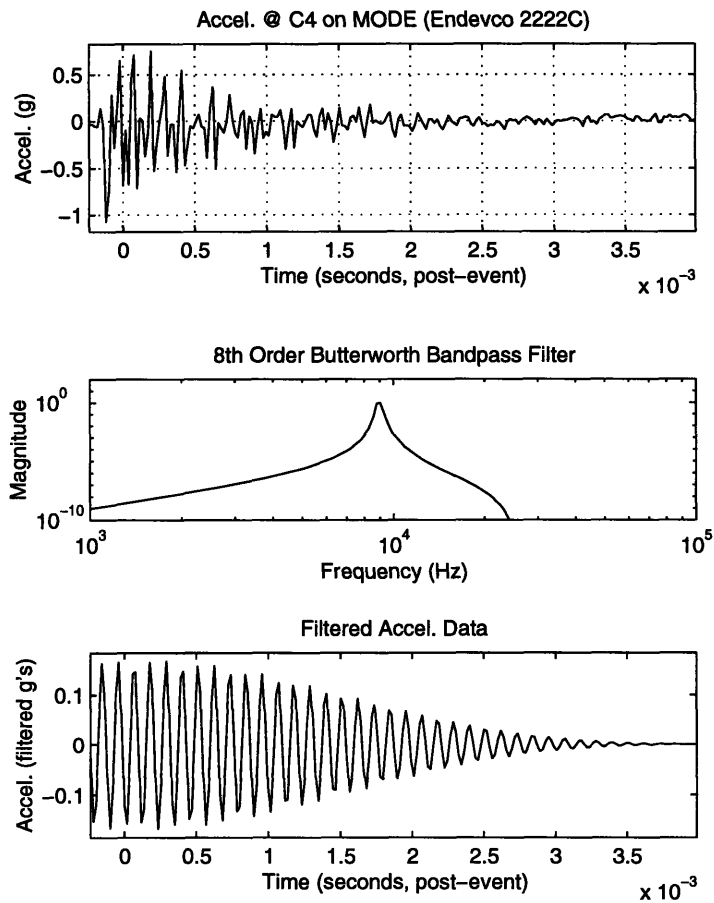 Accel. @ C4 on MODE (Endevco 2222C)
Accel. (g)
0.5
0
−0.5
−1
0 0.5 1 1.5 2 2.5 3 3.5
Time (seconds, post−event)
x 10^−3
8th Order Butterworth Bandpass Filter
Magnitude
10^0
10^−10
10^3 10^4 10^5
Frequency (Hz)
Filtered Accel. Data
Accel. (filtered g's)
0.1
0
−0.1
0 0.5 1 1.5 2 2.5 3 3.5
Time (seconds, post−event)
x 10^−3